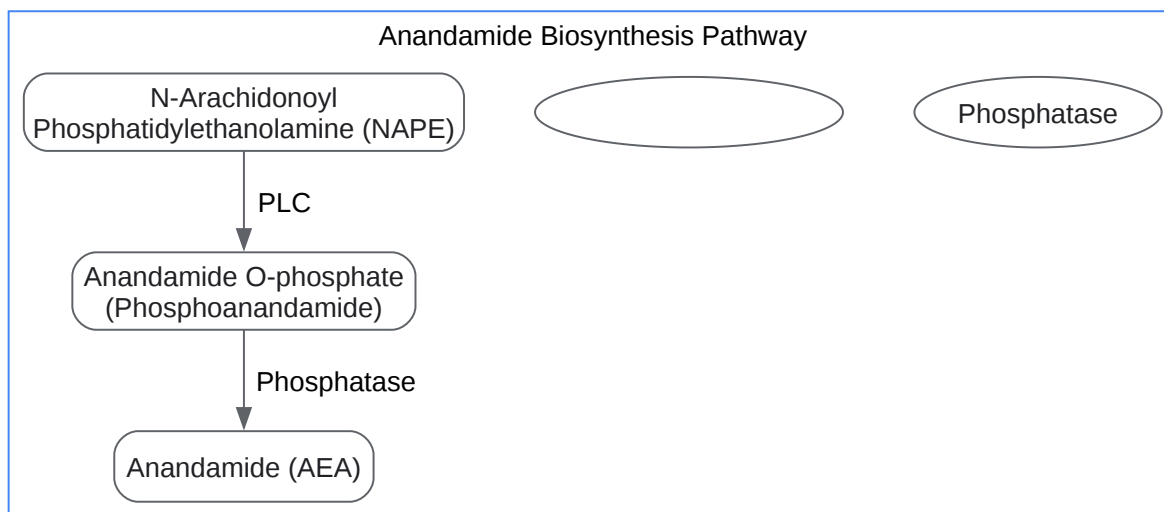 Anandamide Biosynthesis Pathway
N-Arachidonoyl
Phosphatidylethanolamine (NAPE)
Phosphatase
PLC
Anandamide O-phosphate
(Phosphoanandamide)
Phosphatase
Anandamide (AEA)